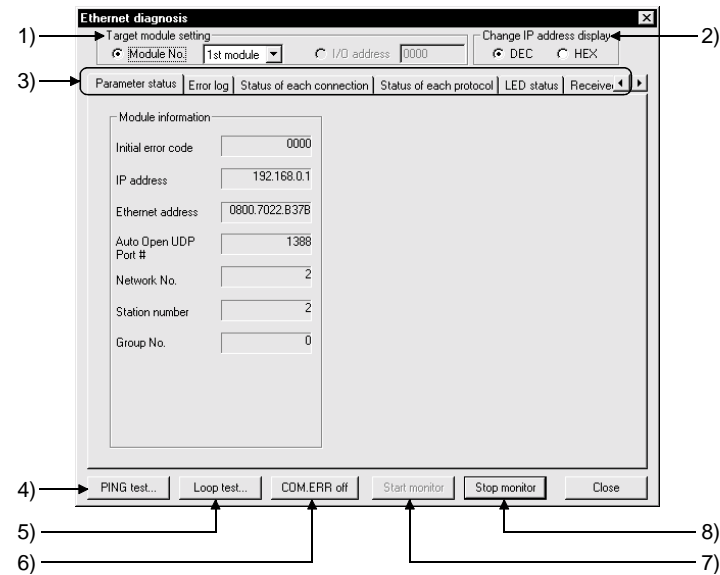 Ethernet diagnosis
1) Target module setting
Change IP address display 2)
Module No. 1st module I/O address 0000
DEC HEX
3) Parameter status Error log Status of each connection Status of each protocol LED status Receive
Module information
Initial error code 0000
IP address 192.168.0.1
Ethernet address 0800.7022.B37B
Auto Open UDP
Port # 1388
Network No. 2
Station number 2
Group No. 0
4) PING test... Loop test... COM.ERR off Start monitor Stop monitor Close
5) 8)
6) 7)